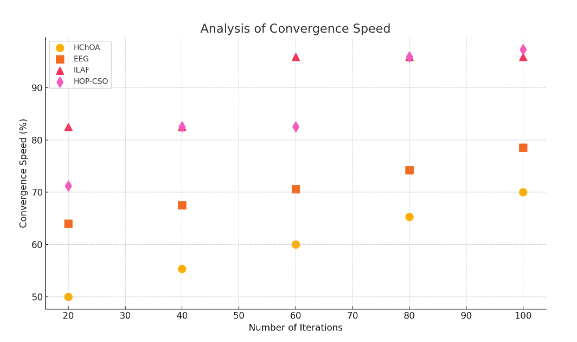 Analysis of Convergence Speed
HChOA
EEG
ILAF
HOP-CSO
Convergence Speed (%)
90
80
70
60
50
20 30 40 50 60 70 80 90 100
Number of Iterations